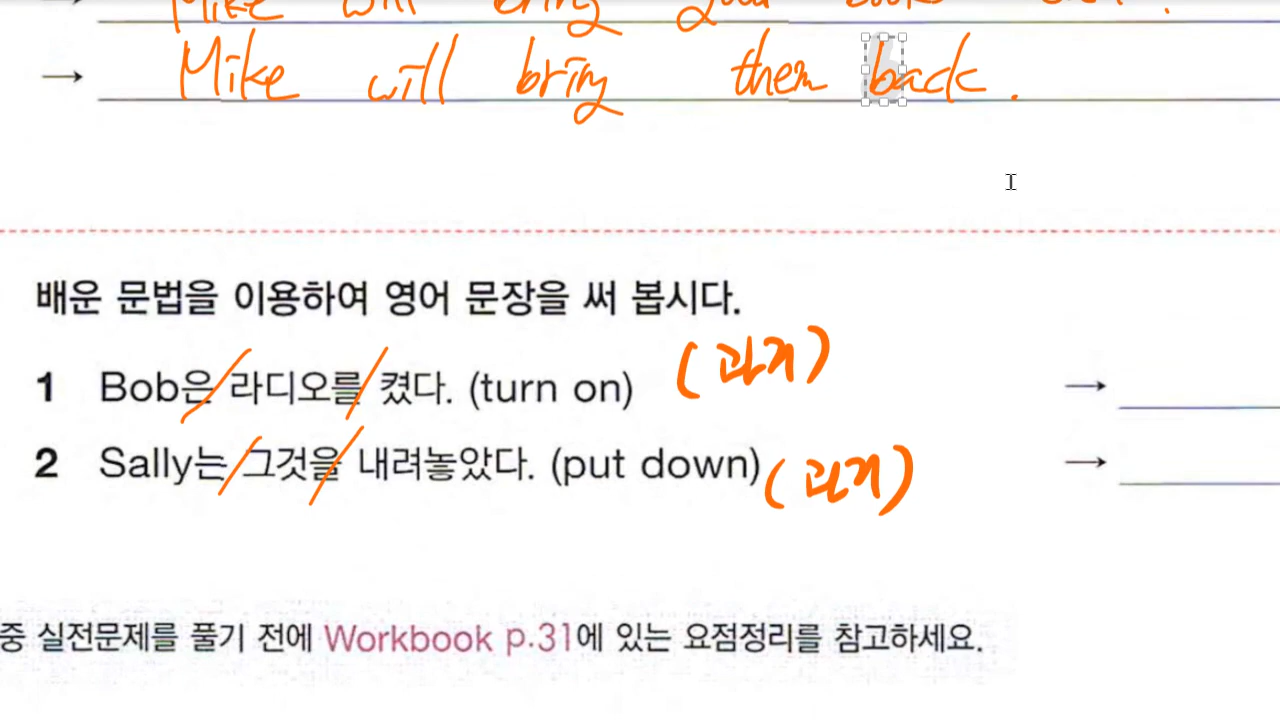 Mike will bring
→ Mike will bring them back.
배운 문법을 이용하여 영어 문장을 써 봅시다.
1 Bob은 라디오를 켰다. (turn on) (과거) →
2 Sally는 그것을 내려놓았다. (put down) (과거) →
중 실전문제를 풀기 전에 Workbook p.31에 있는 요점정리를 참고하세요.